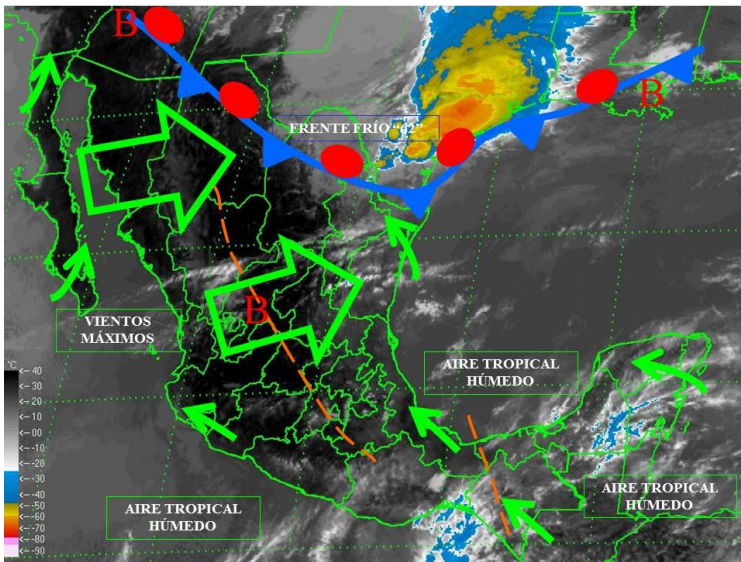 B
FRENTE FRÍO "42"
B
B
VIENTOS
MÁXIMOS
AIRE TROPICAL
HÚMEDO
AIRE TROPICAL
HÚMEDO
AIRE TROPICAL
HÚMEDO
°C
<-- 40
<-- 30
<-- 20
<-- 10
<-- 00
<---10
<---20
<---30
<---40
<---50
<---60
<---70
<---80
<---90